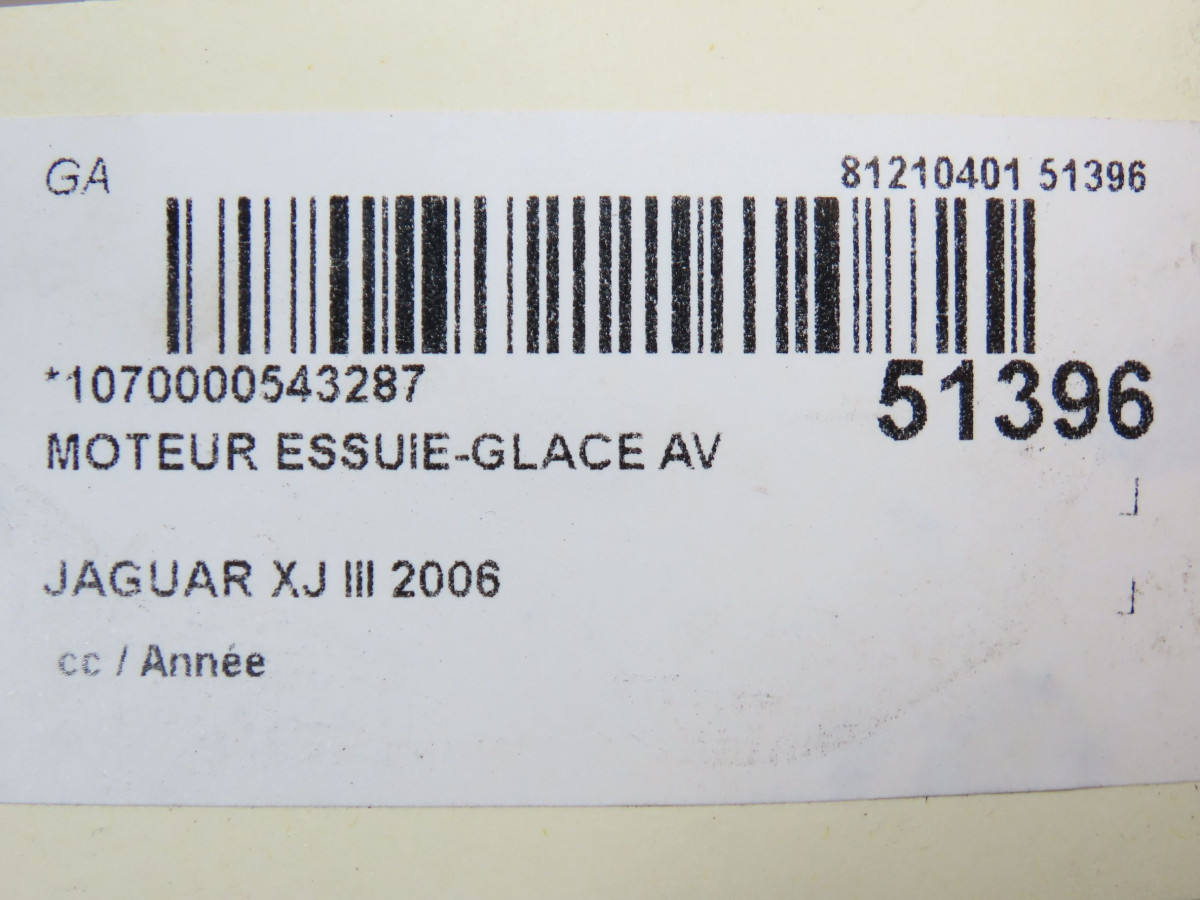 GA
81210401 51396
*1070000543287
51396
MOTEUR ESSUIE-GLACE AV
JAGUAR XJ III 2006
cc / Année